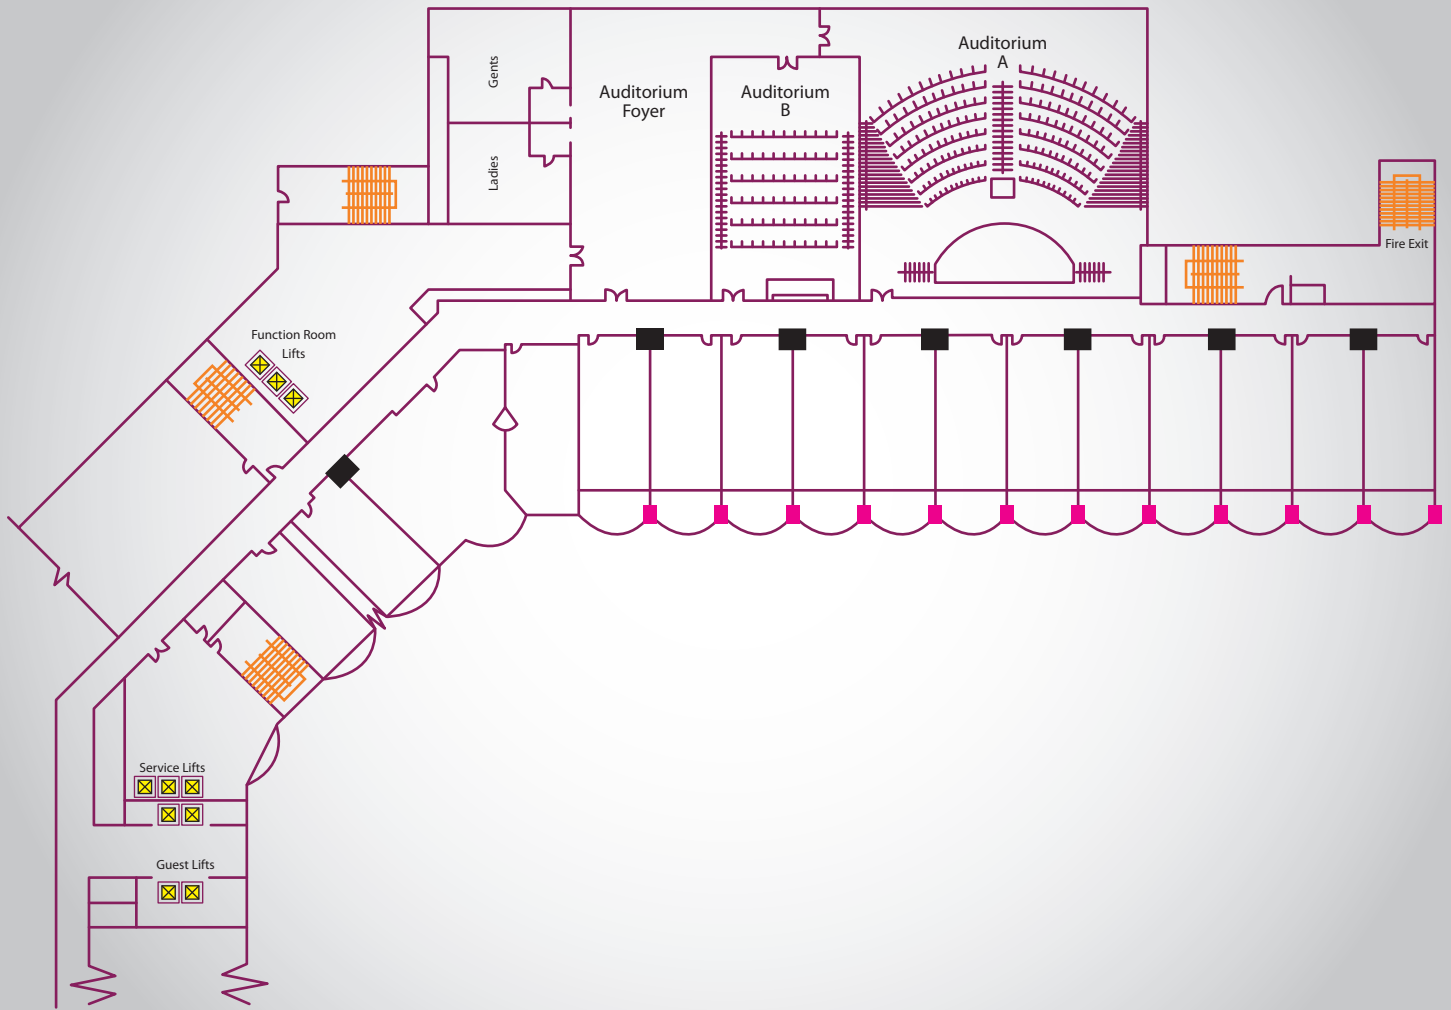 Auditorium
A
Gents
Auditorium
Foyer
Auditorium
B
Ladies
Fire Exit
Function Room
Lifts
Service Lifts
Guest Lifts